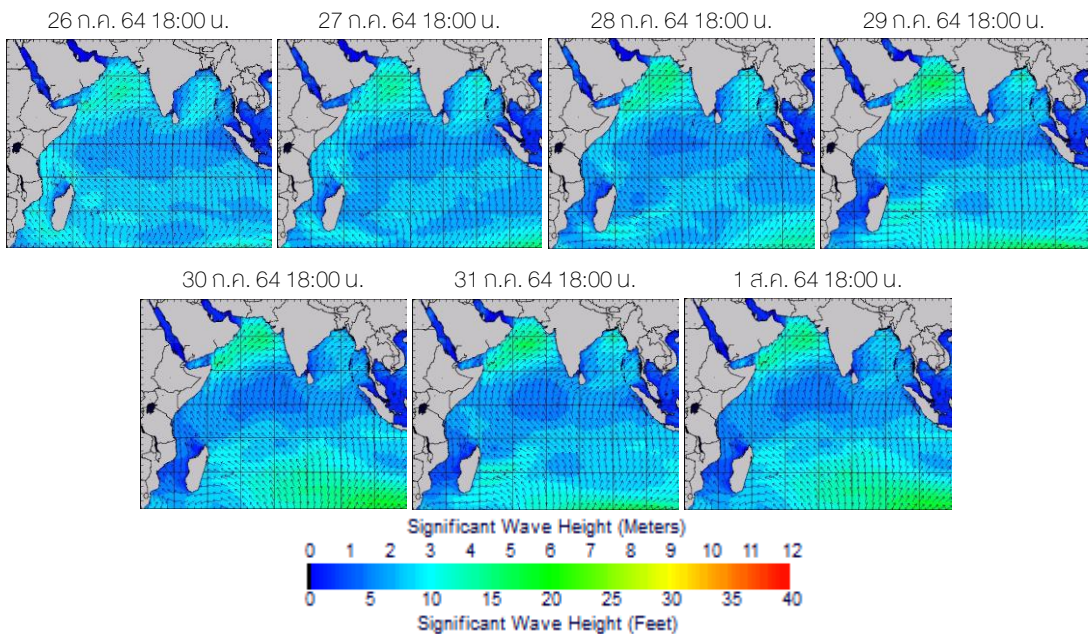 26 ก.ค. 64 18:00 น.
27 ก.ค. 64 18:00 น.
28 ก.ค. 64 18:00 น.
29 ก.ค. 64 18:00 น.
30 ก.ค. 64 18:00 น.
31 ก.ค. 64 18:00 น.
1 ส.ค. 64 18:00 น.
Significant Wave Height (Meters)
0 1 2 3 4 5 6 7 8 9 10 11 12
0 5 10 15 20 25 30 35 40
Significant Wave Height (Feet)